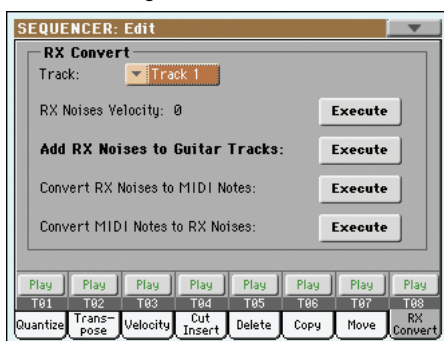 SEQUENCER: Edit
RX Convert
Track: Track 1
RX Noises Velocity: 0 Execute
Add RX Noises to Guitar Tracks: Execute
Convert RX Noises to MIDI Notes: Execute
Convert MIDI Notes to RX Noises: Execute
Play Play Play Play Play Play Play Play
T01 T02 T03 T04 T05 T06 T07 T08
Quantize Trans-pose Velocity Cut Insert Delete Copy Move RX Convert